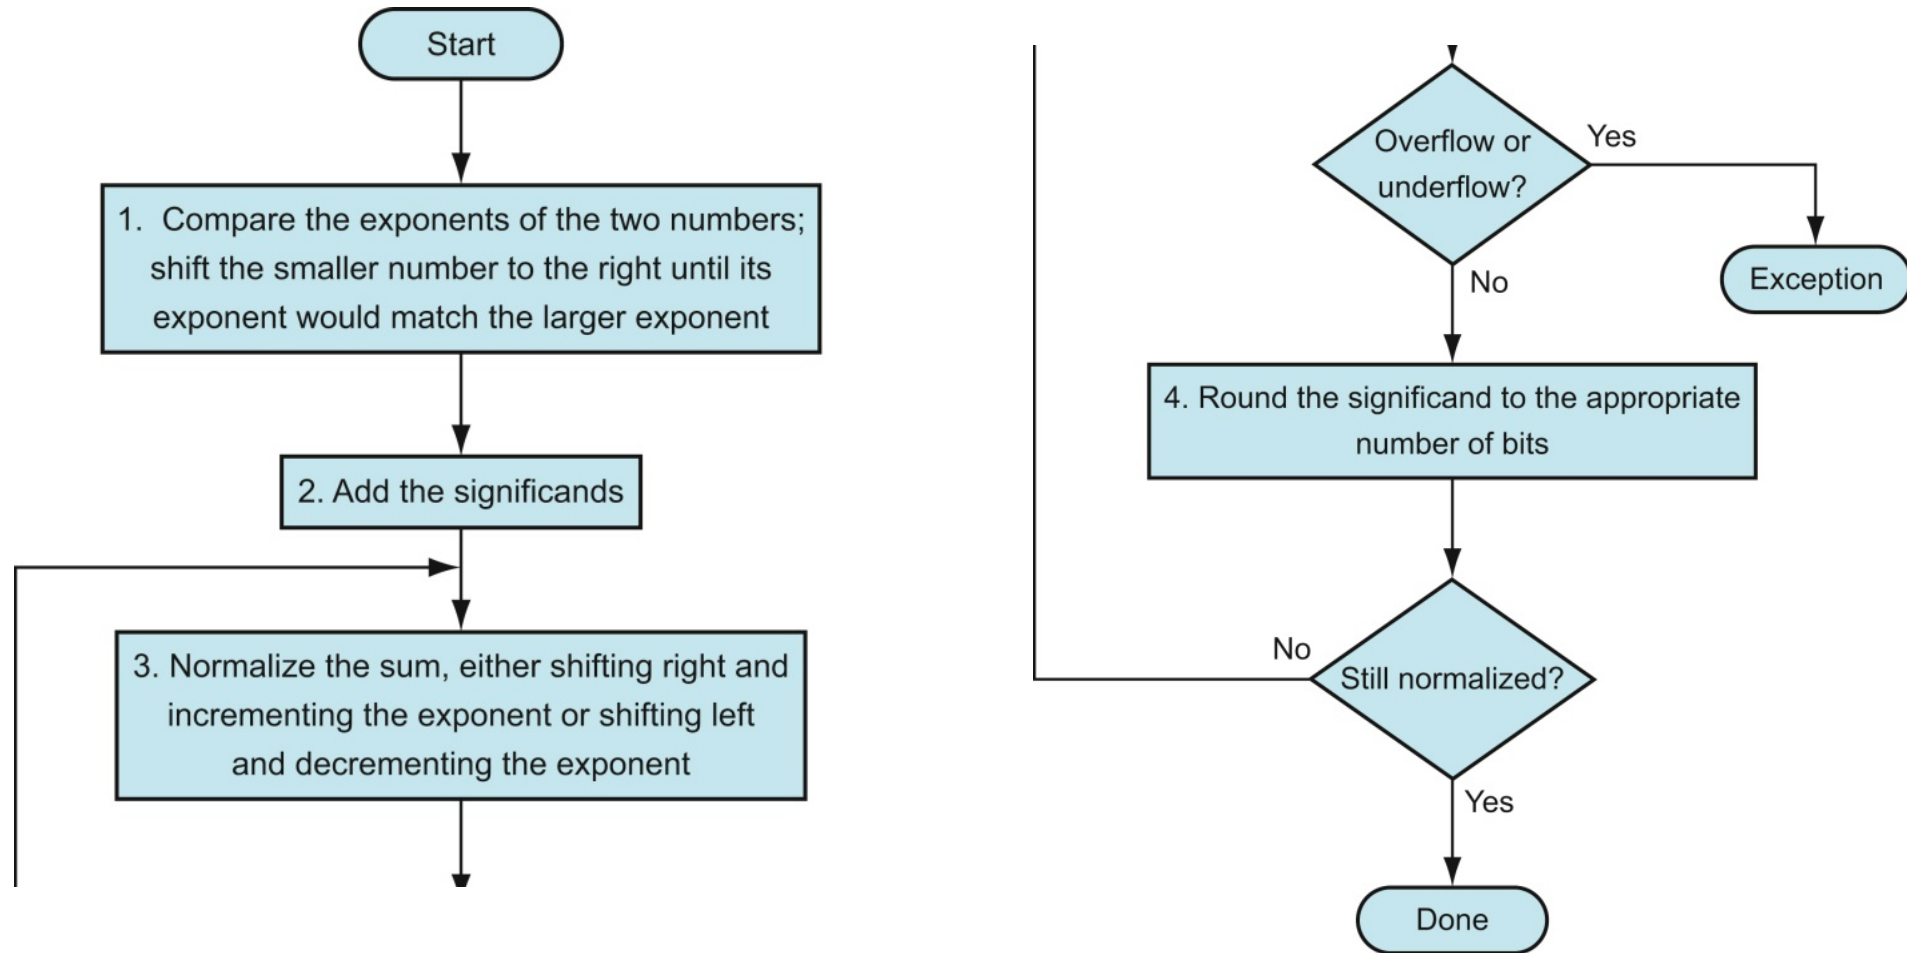 Start
1. Compare the exponents of the two numbers;
shift the smaller number to the right until its
exponent would match the larger exponent
2. Add the significands
3. Normalize the sum, either shifting right and
incrementing the exponent or shifting left
and decrementing the exponent
Overflow or
underflow?
Yes
No
Exception
4. Round the significand to the appropriate
number of bits
No
Still normalized?
Yes
Done